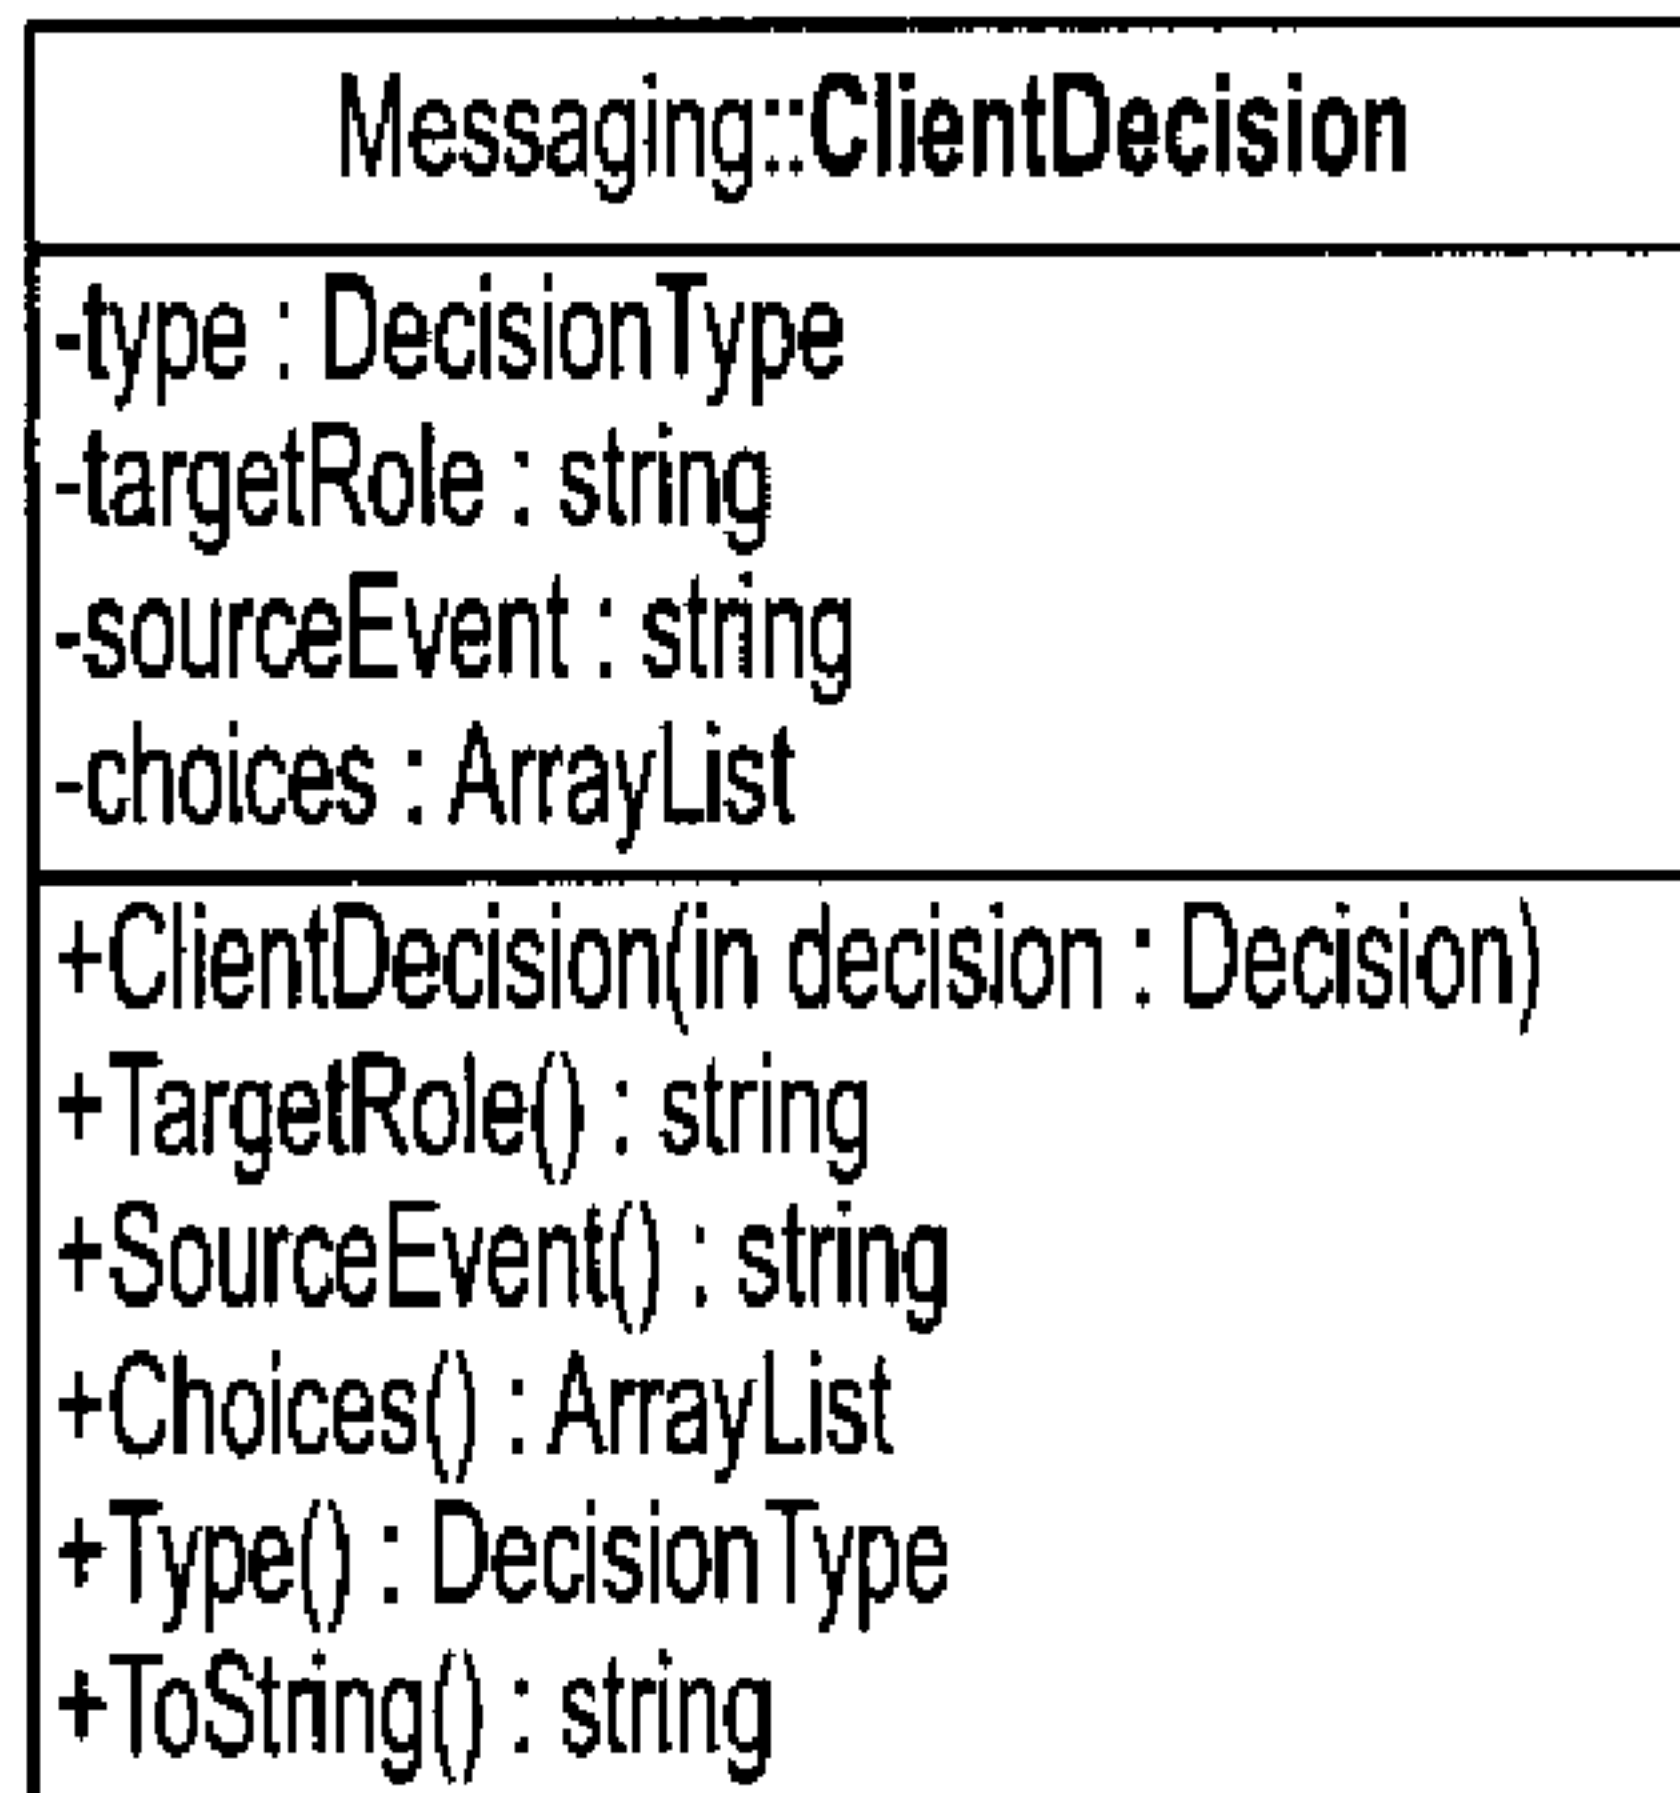 Messaging::ClientDecision
-type : DecisionType
-targetRole : string
-sourceEvent : string
-choices : ArrayList
+ClientDecision(in decision : Decision)
+TargetRole() : string
+SourceEvent() : string
+Choices() : ArrayList
+Type() : DecisionType
+ToString() : string